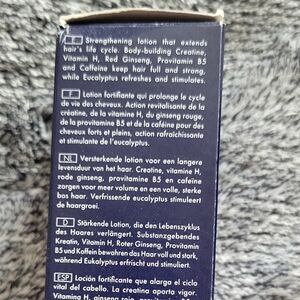 E Strengthening lotion that extends
hair's life cycle. Body-building Creatine,
Vitamin H, Red Ginseng, Provitamin B5
and Caffeine keep hair full and strong,
while Eucalyptus refreshes and stimulates.
F Lotion fortifiante qui prolonge le cycle
de vie des cheveux. Action revitalisante de la
créatine, de la vitamine H, du ginseng rouge,
de la provitamine B5 et de la caféine pour des
cheveux forts et pleins, action rafraîchissante
et stimulante de l'eucalyptus.
NL Versterkende lotion voor een langere
levensduur van het haar. Creatine, vitamine H,
rode ginseng, provitamine B5 en cafeïne
zorgen voor meer volume en een volle, sterke
bos haar. Verfrissende eucalyptus stimuleert
de haargroei.
D Stärkende Lotion, die den Lebenszyklus
des Haares verlängert. Substanzgebendes
Kreatin, Vitamin H, Roter Ginseng, Provitamin
B5 und Koffein bewahren das Haar voll und stark,
während Eukalyptus erfrischt und stimuliert.
ESP Loción fortificante que alarga el ciclo
vital del cabello. La creatina aporta vigor.
Vitamina H, ginseng rojo, provitamina